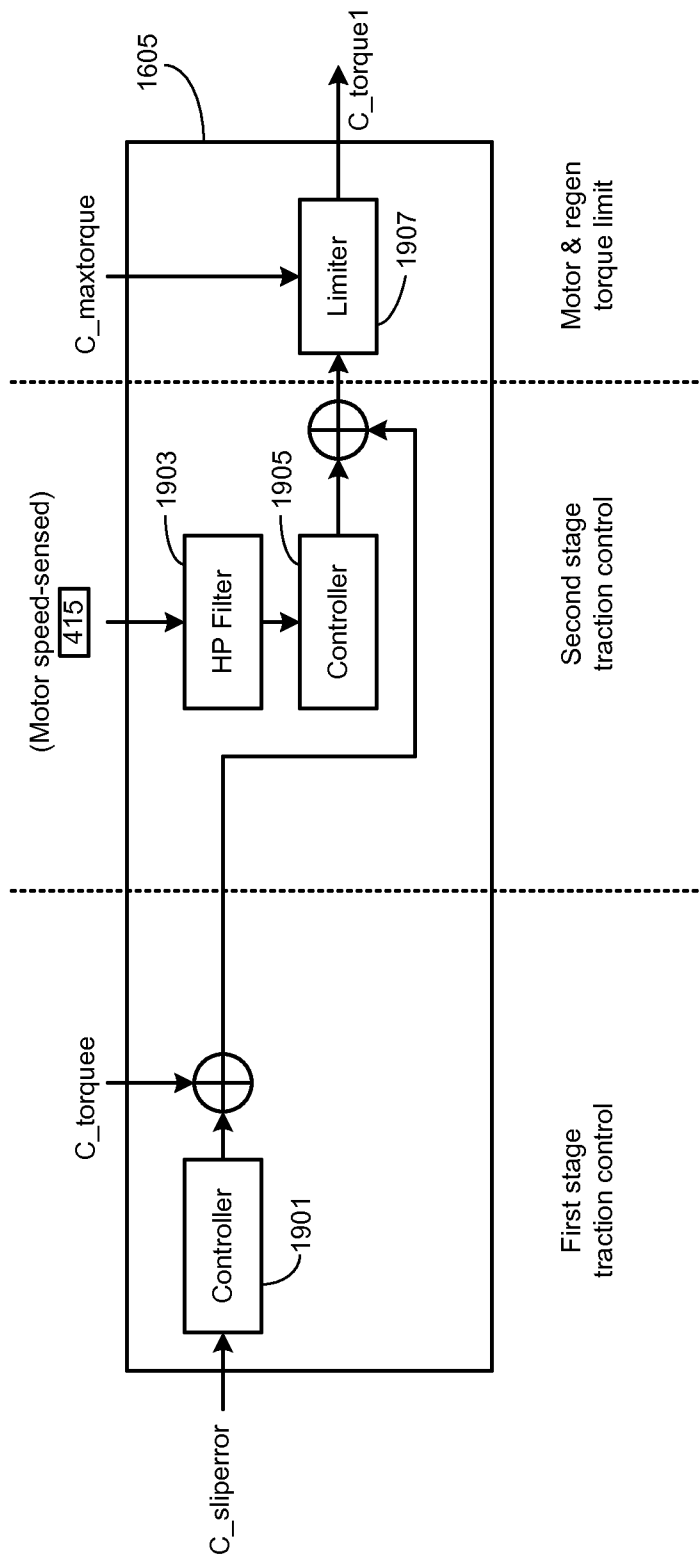 C_sliperror
Controller
1901
C_torquee
(Motor speed-sensed)
415
HP Filter
1903
Controller
1905
C_maxtorque
Limiter
1907
1605
C_torque1
First stage
traction control
Second stage
traction control
Motor & regen
torque limit